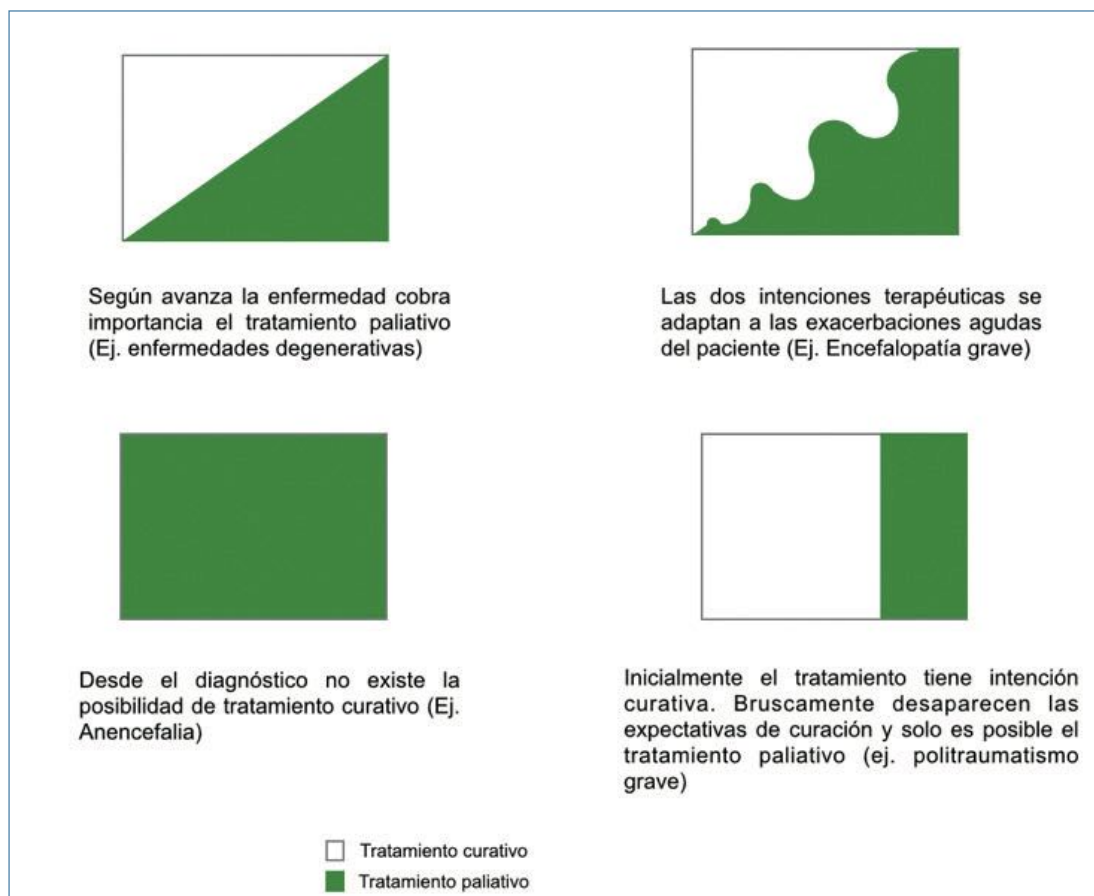 Según avanza la enfermedad cobra
importancia el tratamiento paliativo
(Ej. enfermedades degenerativas)
Las dos intenciones terapéuticas se
adaptan a las exacerbaciones agudas
del paciente (Ej. Encefalopatía grave)
Desde el diagnóstico no existe la
posibilidad de tratamiento curativo (Ej.
Anencefalia)
Inicialmente el tratamiento tiene intención
curativa. Bruscamente desaparecen las
expectativas de curación y solo es posible el
tratamiento paliativo (ej. politraumatismo
grave)
Tratamiento curativo
Tratamiento paliativo